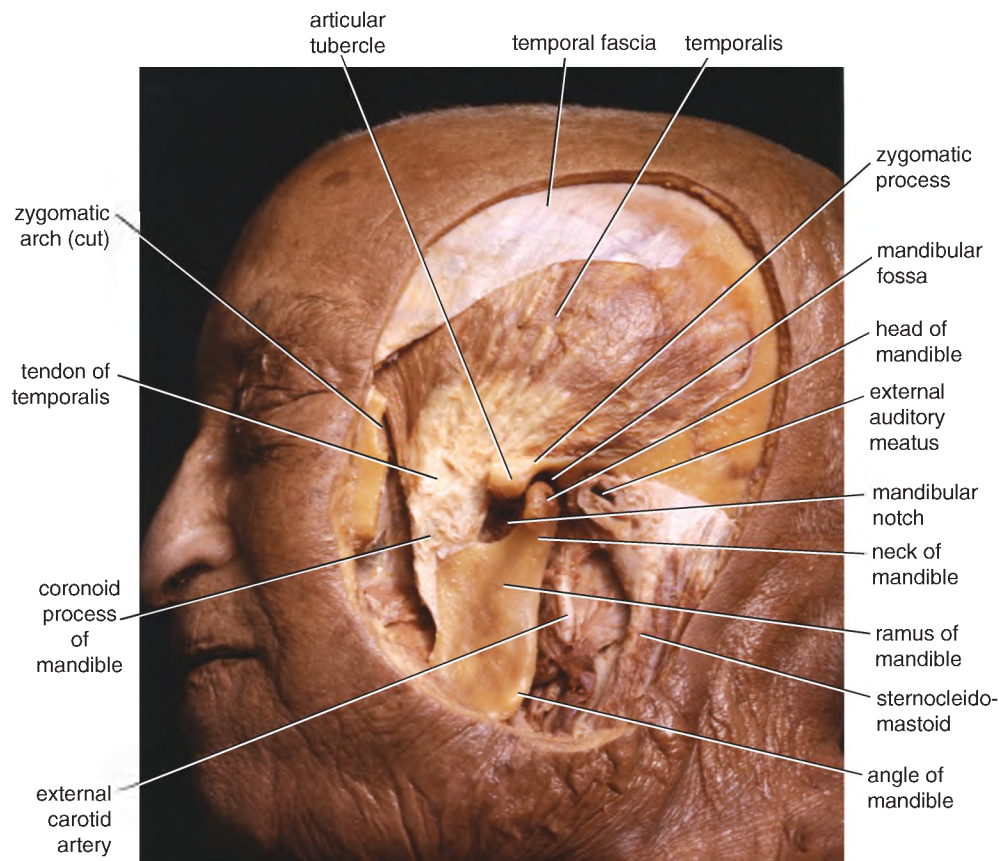 articular
tubercle
temporal fascia
temporalis
zygomatic
process
zygomatic
arch (cut)
mandibular
fossa
head of
mandible
tendon of
temporalis
external
auditory
meatus
mandibular
notch
neck of
mandible
coronoid
process
of
mandible
ramus of
mandible
sternocleido-
mastoid
angle of
mandible
external
carotid
artery